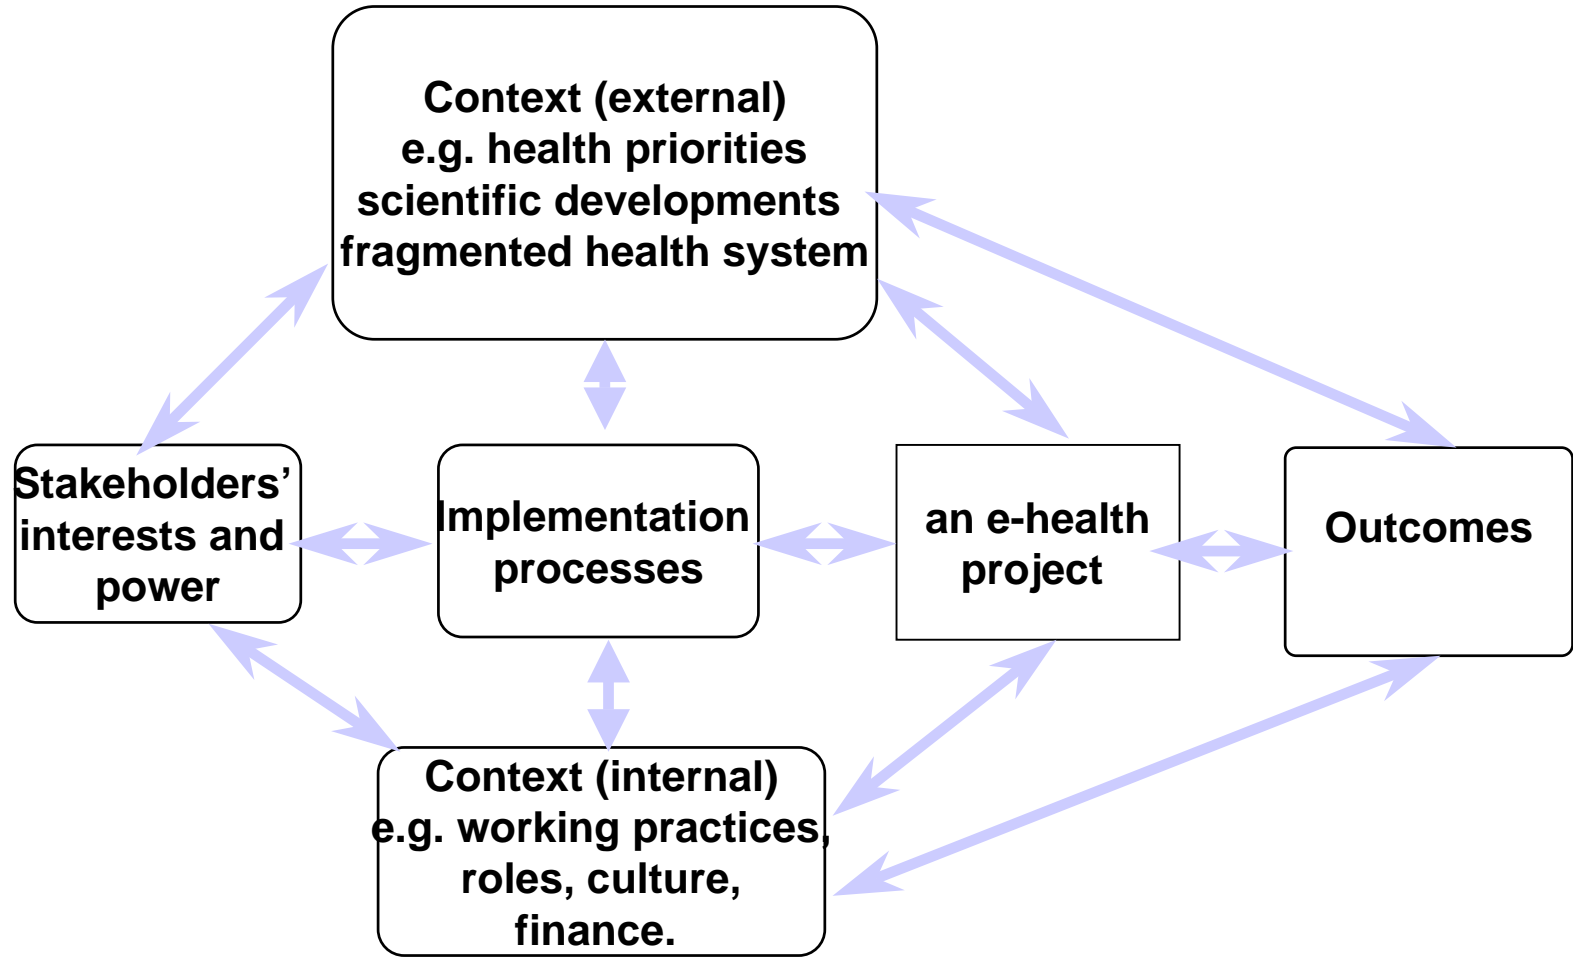 Context (external)
e.g. health priorities
scientific developments
fragmented health system
Stakeholders’
interests and
power
Implementation
processes
an e-health
project
Outcomes
Context (internal)
e.g. working practices,
roles, culture,
finance.